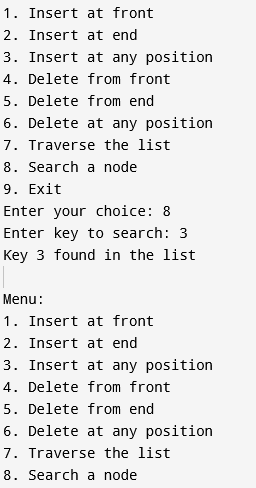 1. Insert at front
2. Insert at end
3. Insert at any position
4. Delete from front
5. Delete from end
6. Delete at any position
7. Traverse the list
8. Search a node
9. Exit
Enter your choice: 8
Enter key to search: 3
Key 3 found in the list
Menu:
1. Insert at front
2. Insert at end
3. Insert at any position
4. Delete from front
5. Delete from end
6. Delete at any position
7. Traverse the list
8. Search a node